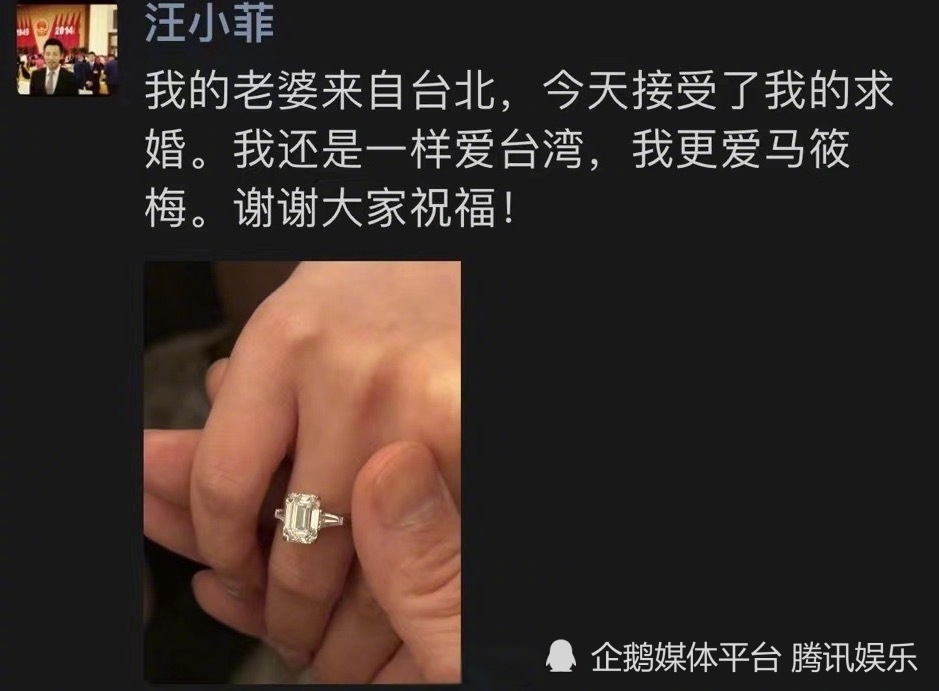 汪小菲
我的老婆来自台北，今天接受了我的求
婚。我还是一样爱台湾，我更爱马筱
梅。谢谢大家祝福！
企鹅媒体平台 腾讯娱乐